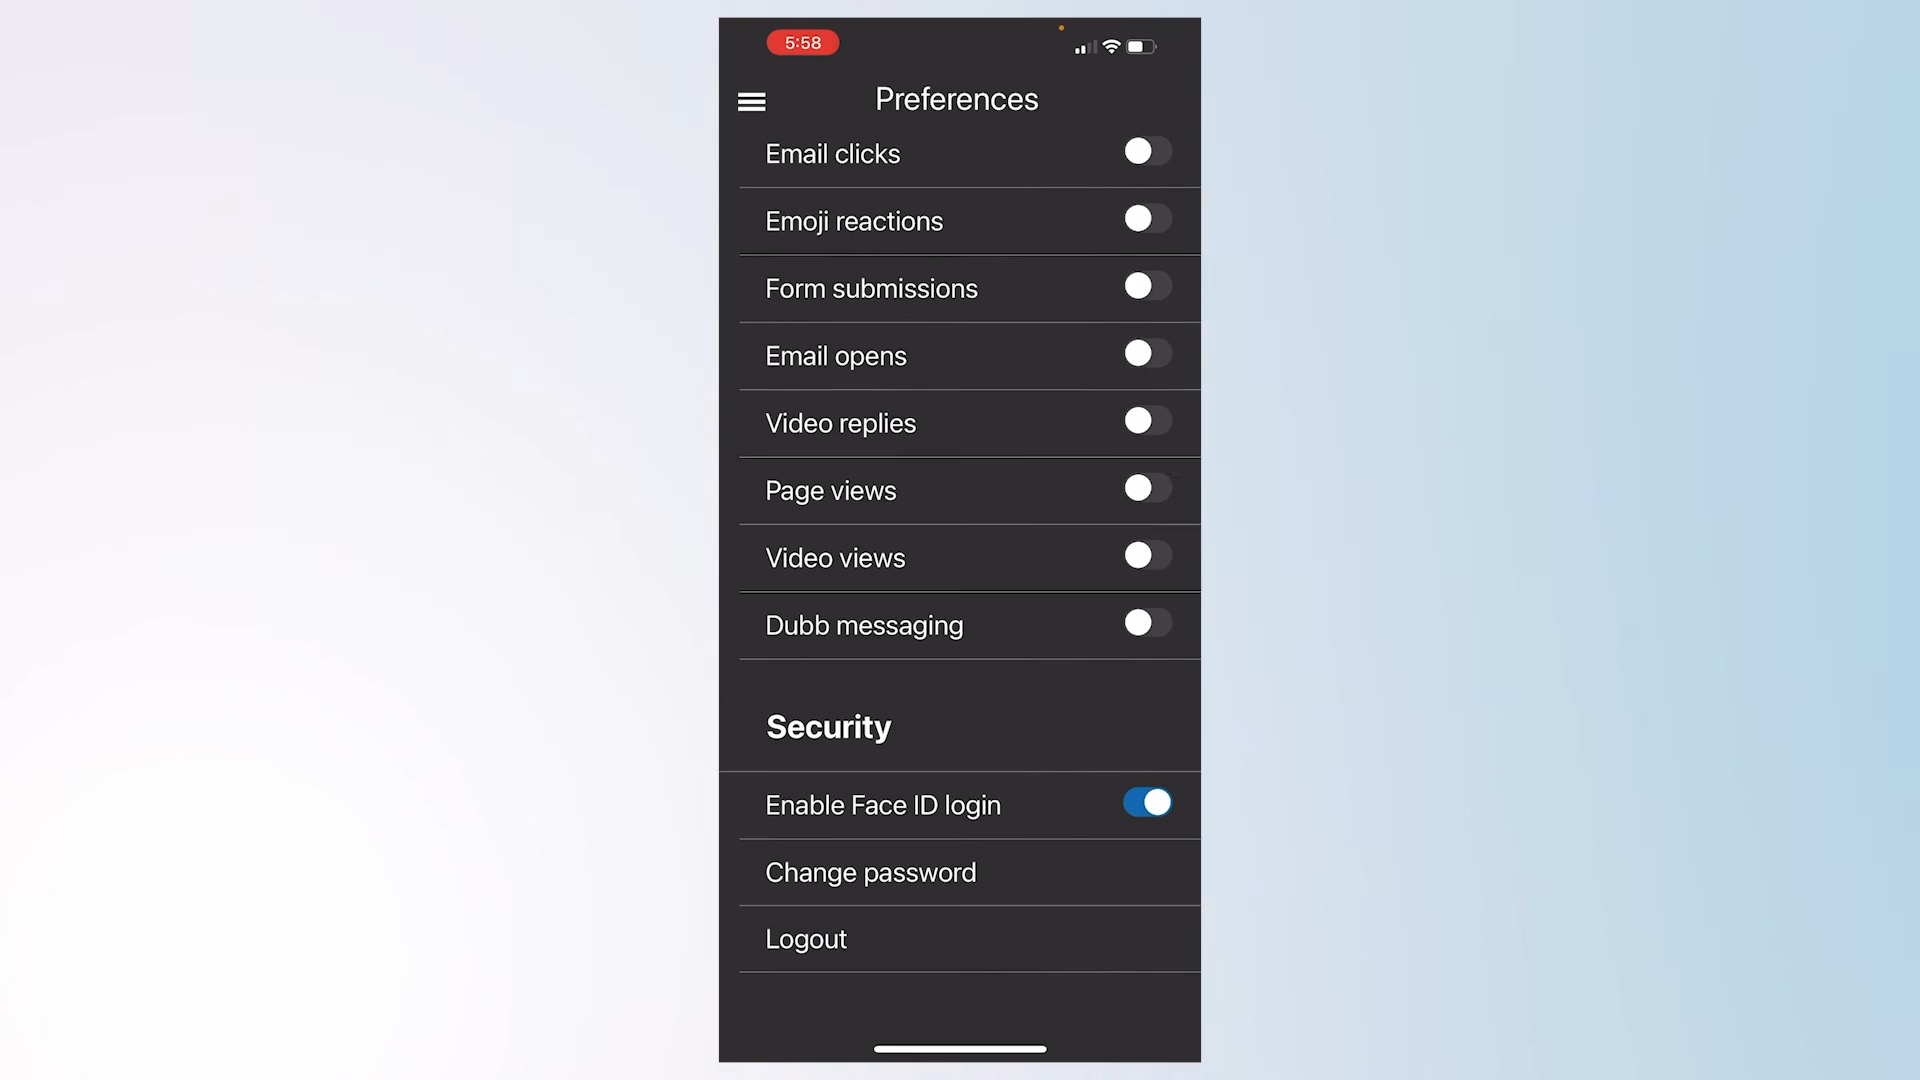 5:58
Preferences
Email clicks
Emoji reactions
Form submissions
Email opens
Video replies
Page views
Video views
Dubb messaging
Security
Enable Face ID login
Change password
Logout